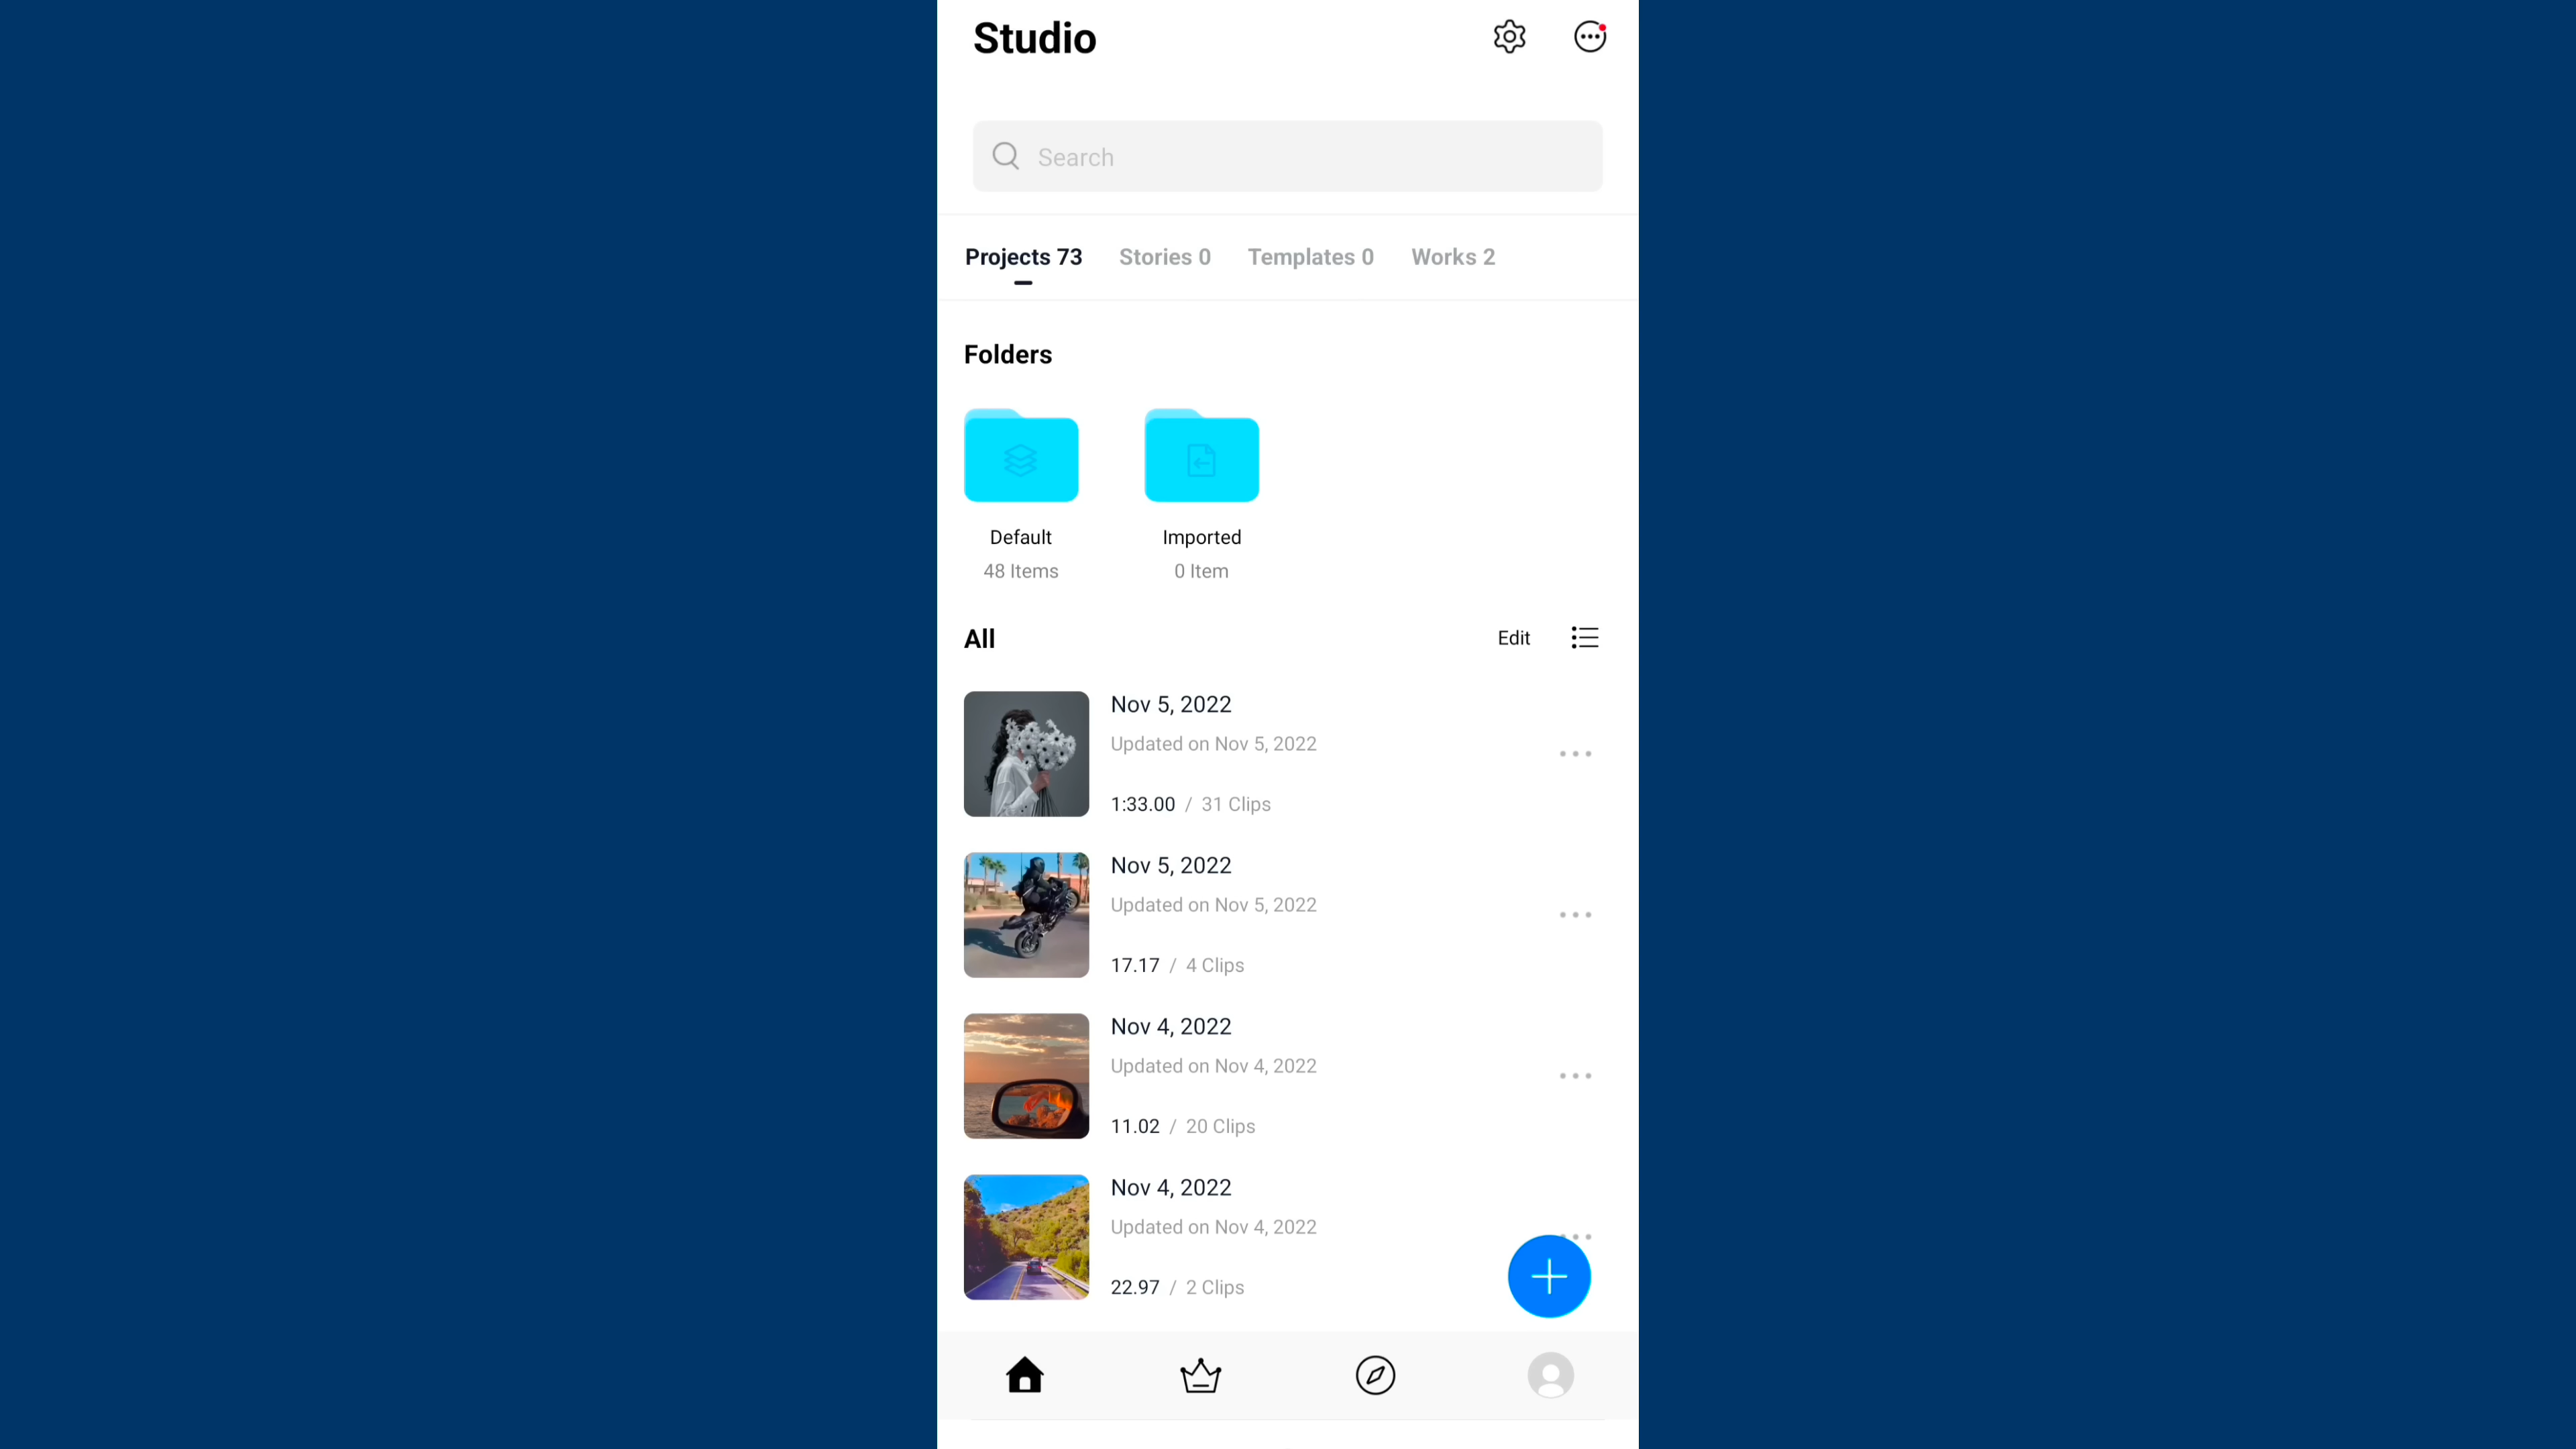 Studio
Search
Projects 73 Stories 0 Templates 0 Works 2
Folders
Default Imported
48 Items 0 Item
All Edit
Nov 5, 2022
Updated on Nov 5, 2022
1:33.00 / 31 Clips
Nov 5, 2022
Updated on Nov 5, 2022
17.17 / 4 Clips
Nov 4, 2022
Updated on Nov 4, 2022
11.02 / 20 Clips
Nov 4, 2022
Updated on Nov 4, 2022
22.97 / 2 Clips